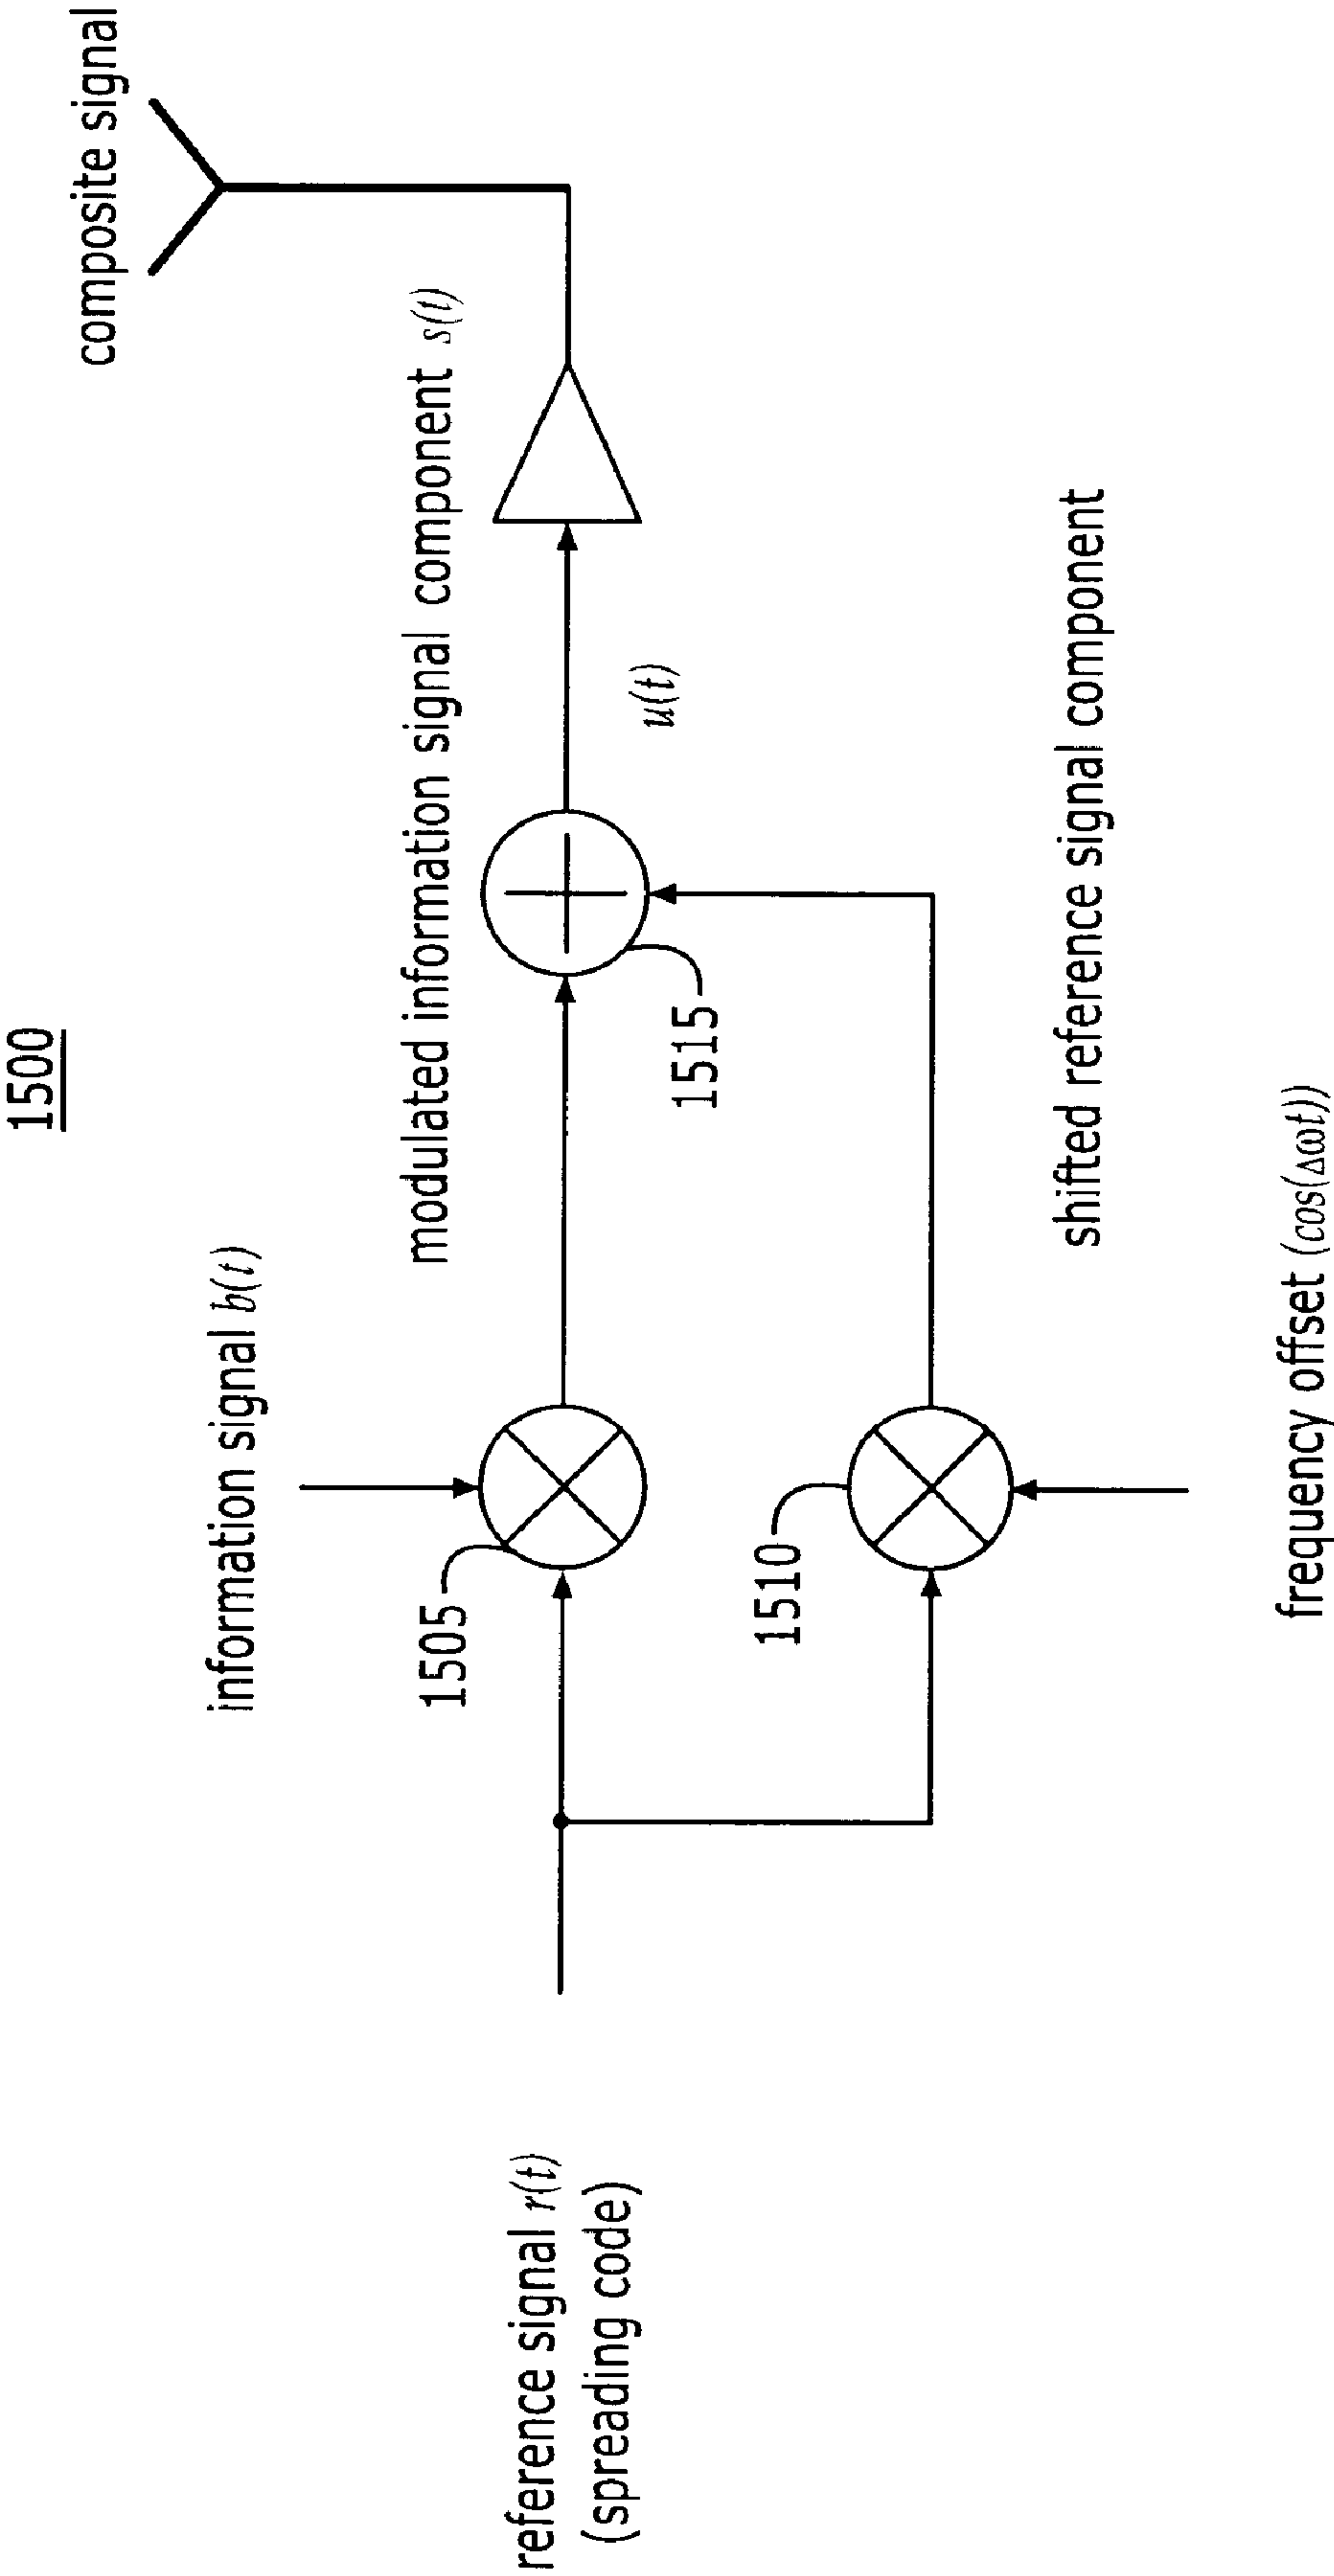 1500
composite signal
information signal b(t)
modulated information signal component s(t)
1505
1515
u(t)
reference signal r(t)
(spreading code)
1510
shifted reference signal component
frequency offset (cos(Δωt))